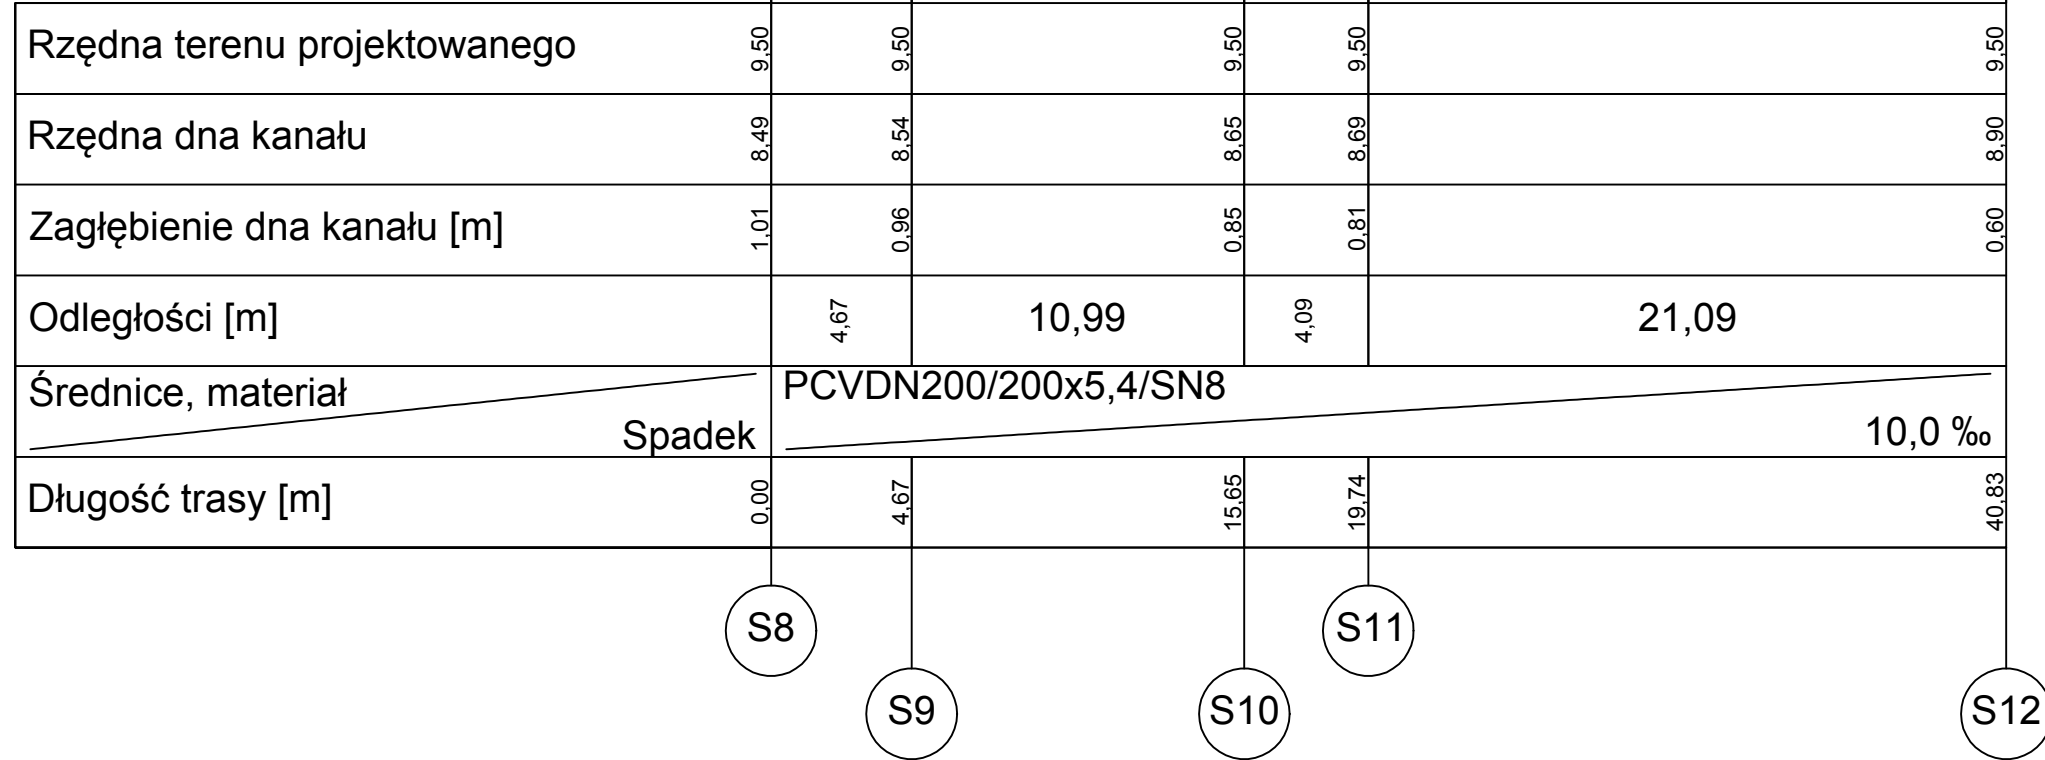 Rzędna terenu projektowanego 9,50 9,50 9,50 9,50 9,50
Rzędna dna kanału 8,49 8,54 8,65 8,69 8,90
Zagłębienie dna kanału [m] 1,01 0,96 0,85 0,81 0,60
Odległości [m] 4,67 10,99 4,09 21,09
Średnice, materiał PCVDN200/200x5,4/SN8
Spadek 10,0 ‰
Długość trasy [m] 0,00 4,67 15,65 19,74 40,83
S8 S11
S9 S10 S12